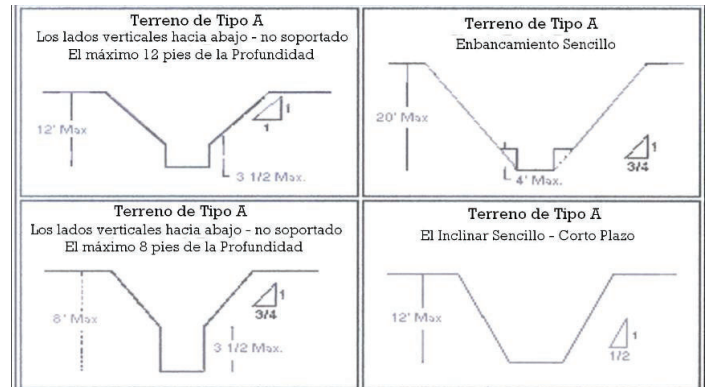 Terreno de Tipo A
Los lados verticales hacia abajo - no soportado
El máximo 12 pies de la Profundidad
12' Max
1
1
3 1/2 Max.
Terreno de Tipo A
Enbancamiento Sencillo
20' Max
4' Max.
1
3/4
Terreno de Tipo A
Los lados verticales hacia abajo - no soportado
El máximo 8 pies de la Profundidad
8' Max
1
3/4
3 1/2 Max.
Terreno de Tipo A
El Inclinar Sencillo - Corto Plazo
12' Max
1
1/2